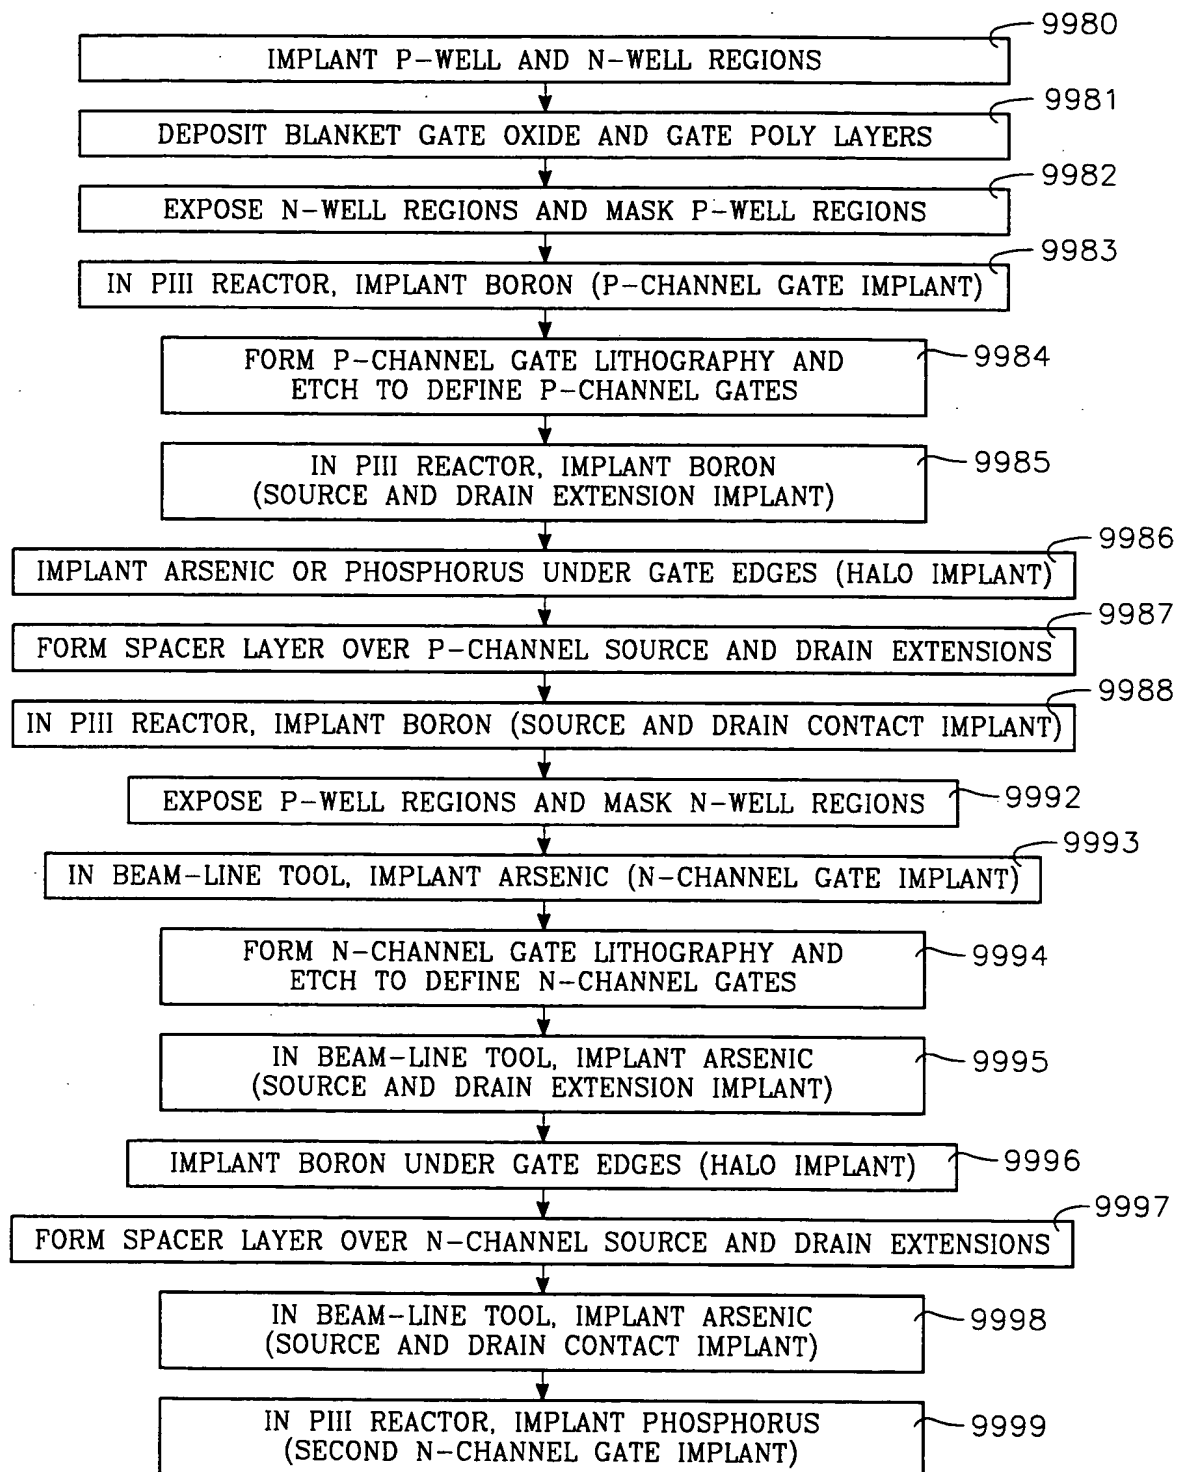 9980
IMPLANT P-WELL AND N-WELL REGIONS
9981
DEPOSIT BLANKET GATE OXIDE AND GATE POLY LAYERS
9982
EXPOSE N-WELL REGIONS AND MASK P-WELL REGIONS
9983
IN PIII REACTOR, IMPLANT BORON (P-CHANNEL GATE IMPLANT)
FORM P-CHANNEL GATE LITHOGRAPHY AND
ETCH TO DEFINE P-CHANNEL GATES
9984
IN PIII REACTOR, IMPLANT BORON
(SOURCE AND DRAIN EXTENSION IMPLANT)
9985
9986
IMPLANT ARSENIC OR PHOSPHORUS UNDER GATE EDGES (HALO IMPLANT)
9987
FORM SPACER LAYER OVER P-CHANNEL SOURCE AND DRAIN EXTENSIONS
9988
IN PIII REACTOR, IMPLANT BORON (SOURCE AND DRAIN CONTACT IMPLANT)
EXPOSE P-WELL REGIONS AND MASK N-WELL REGIONS
9992
9993
IN BEAM-LINE TOOL, IMPLANT ARSENIC (N-CHANNEL GATE IMPLANT)
FORM N-CHANNEL GATE LITHOGRAPHY AND
ETCH TO DEFINE N-CHANNEL GATES
9994
IN BEAM-LINE TOOL, IMPLANT ARSENIC
(SOURCE AND DRAIN EXTENSION IMPLANT)
9995
IMPLANT BORON UNDER GATE EDGES (HALO IMPLANT)
9996
9997
FORM SPACER LAYER OVER N-CHANNEL SOURCE AND DRAIN EXTENSIONS
IN BEAM-LINE TOOL, IMPLANT ARSENIC
(SOURCE AND DRAIN CONTACT IMPLANT)
9998
IN PIII REACTOR, IMPLANT PHOSPHORUS
(SECOND N-CHANNEL GATE IMPLANT)
9999